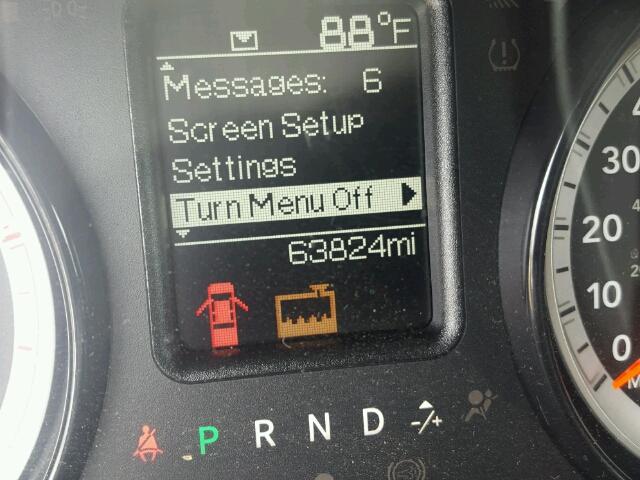 88°F
Messages: 6
Screen Setup
Settings
Turn Menu Off
63824mi
P R N D -/+
30
20
10
0